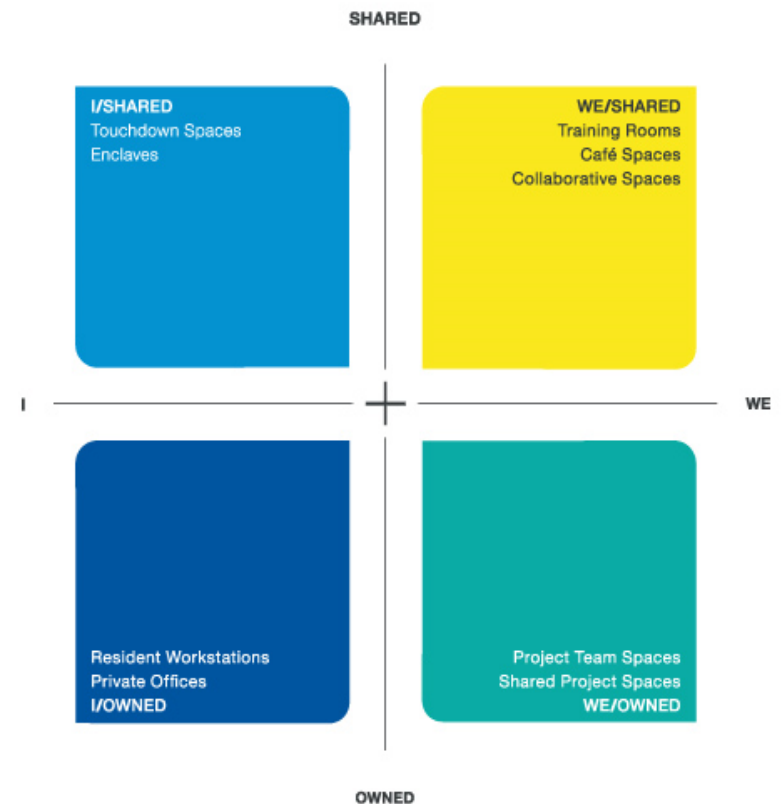 SHARED
I/SHARED
Touchdown Spaces
Enclaves
WE/SHARED
Training Rooms
Café Spaces
Collaborative Spaces
I
WE
Resident Workstations
Private Offices
I/OWNED
Project Team Spaces
Shared Project Spaces
WE/OWNED
OWNED